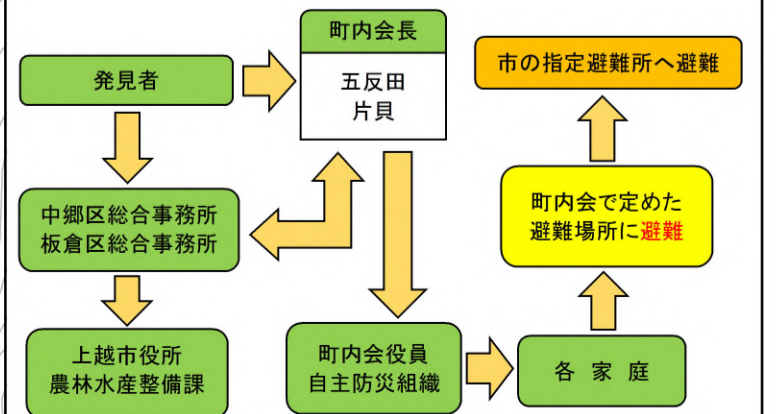 町内会長
五反田
片貝
発見者
市の指定避難所へ避難
中郷区総合事務所
板倉区総合事務所
町内会で定めた
避難場所に避難
上越市役所
農林水産整備課
町内会役員
自主防災組織
各 家 庭